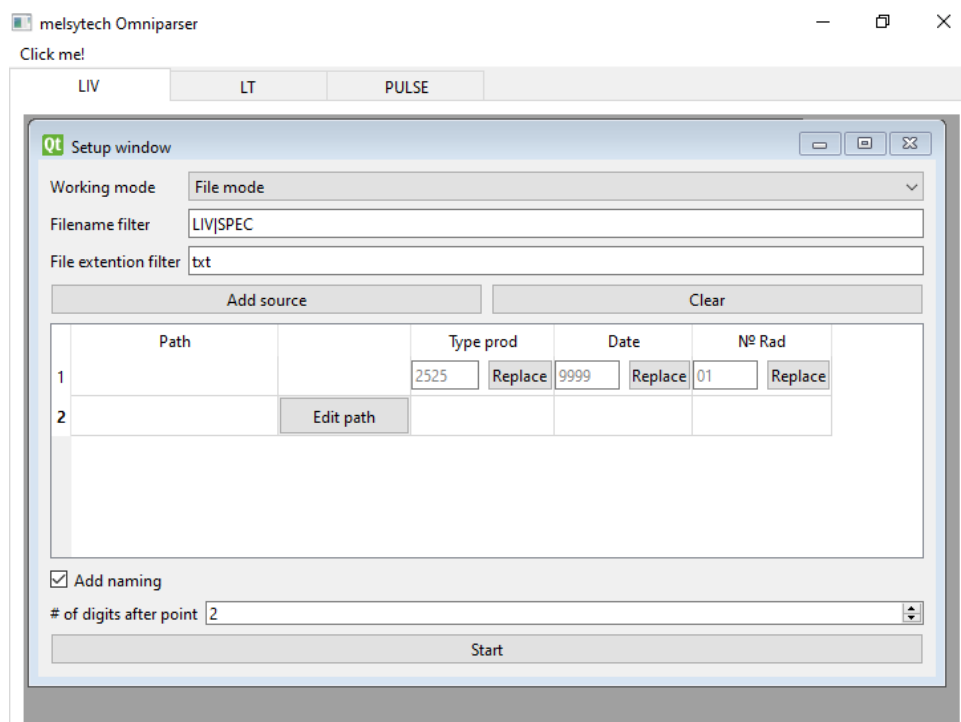 melsytech Omniparser
Click me!
LIV LT PULSE
Qt Setup window
Working mode File mode
Filename filter LIV|SPEC
File extention filter txt
Add source Clear
Path Type prod Date Nº Rad
1 2525 Replace 9999 Replace 01 Replace
2 Edit path
Add naming
# of digits after point 2
Start